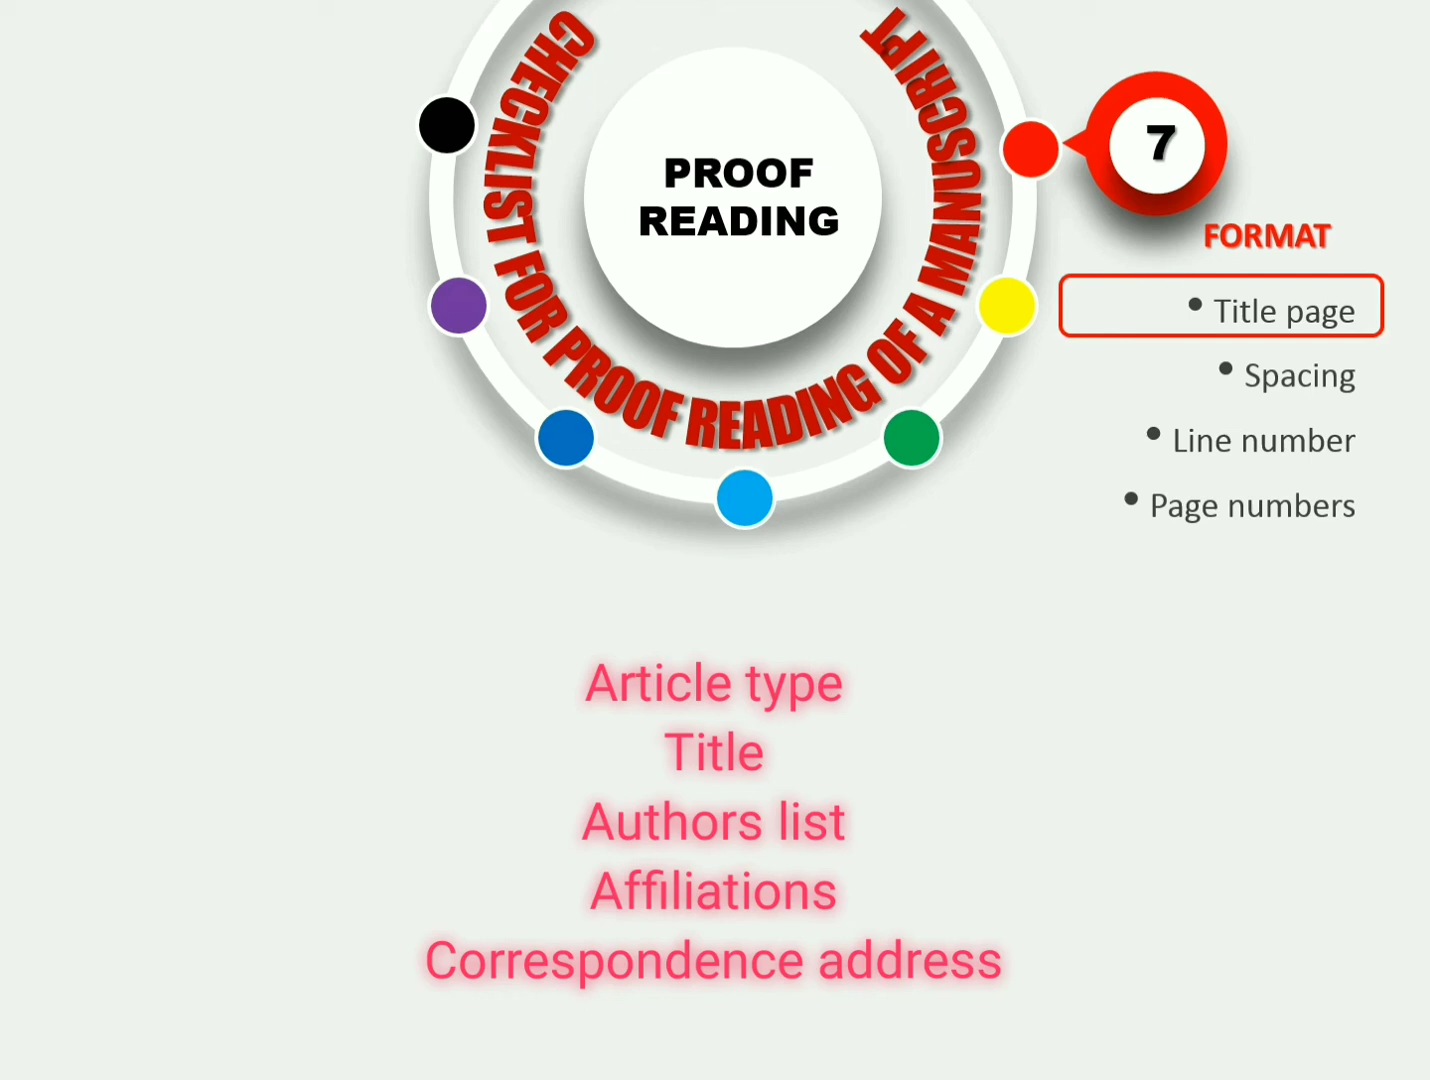 CHECKLIST FOR PROOF READING OF A MANUSCRIPT
PROOF
READING
7
FORMAT
• Title page
• Spacing
• Line number
• Page numbers
Article type
Title
Authors list
Affiliations
Correspondence address